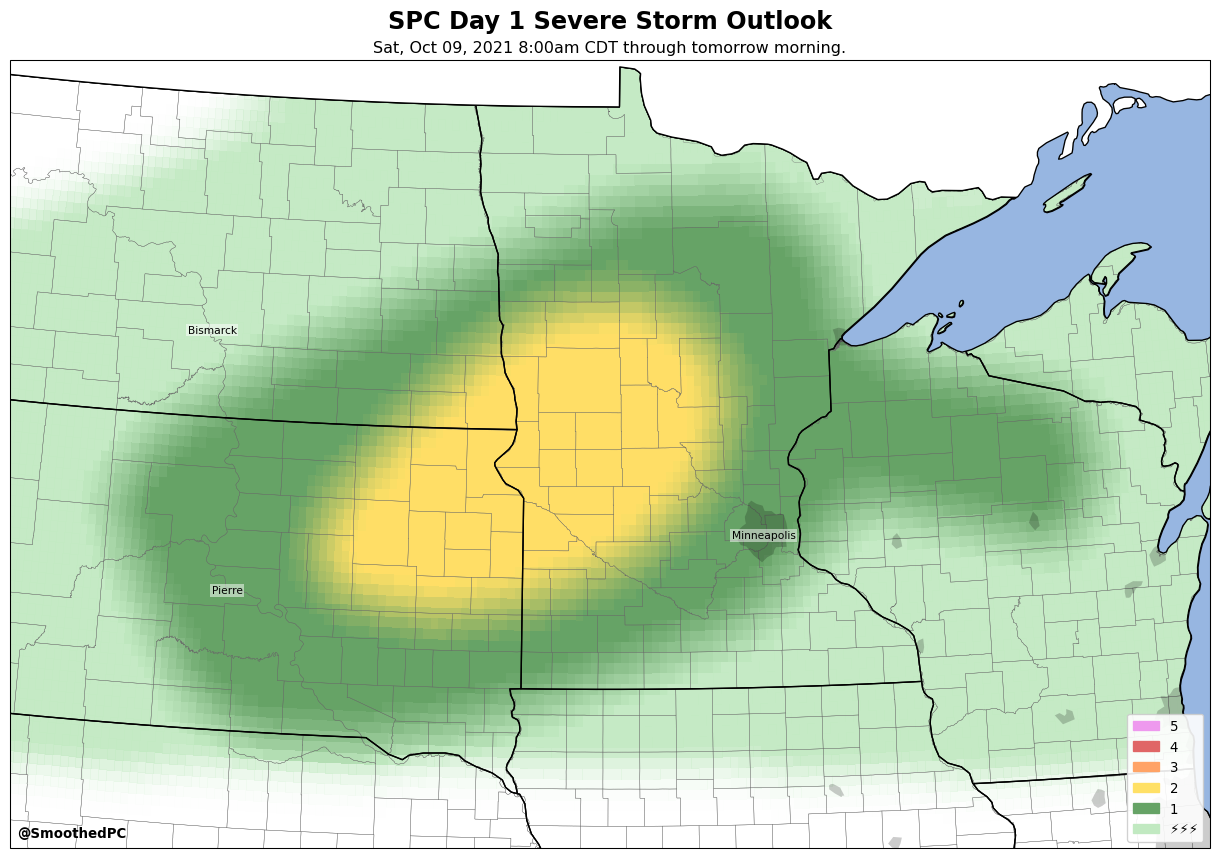 SPC Day 1 Severe Storm Outlook
Sat, Oct 09, 2021 8:00am CDT through tomorrow morning.
Bismarck
Minneapolis
Pierre
5
4
3
2
1
⚡⚡⚡
@SmoothedPC